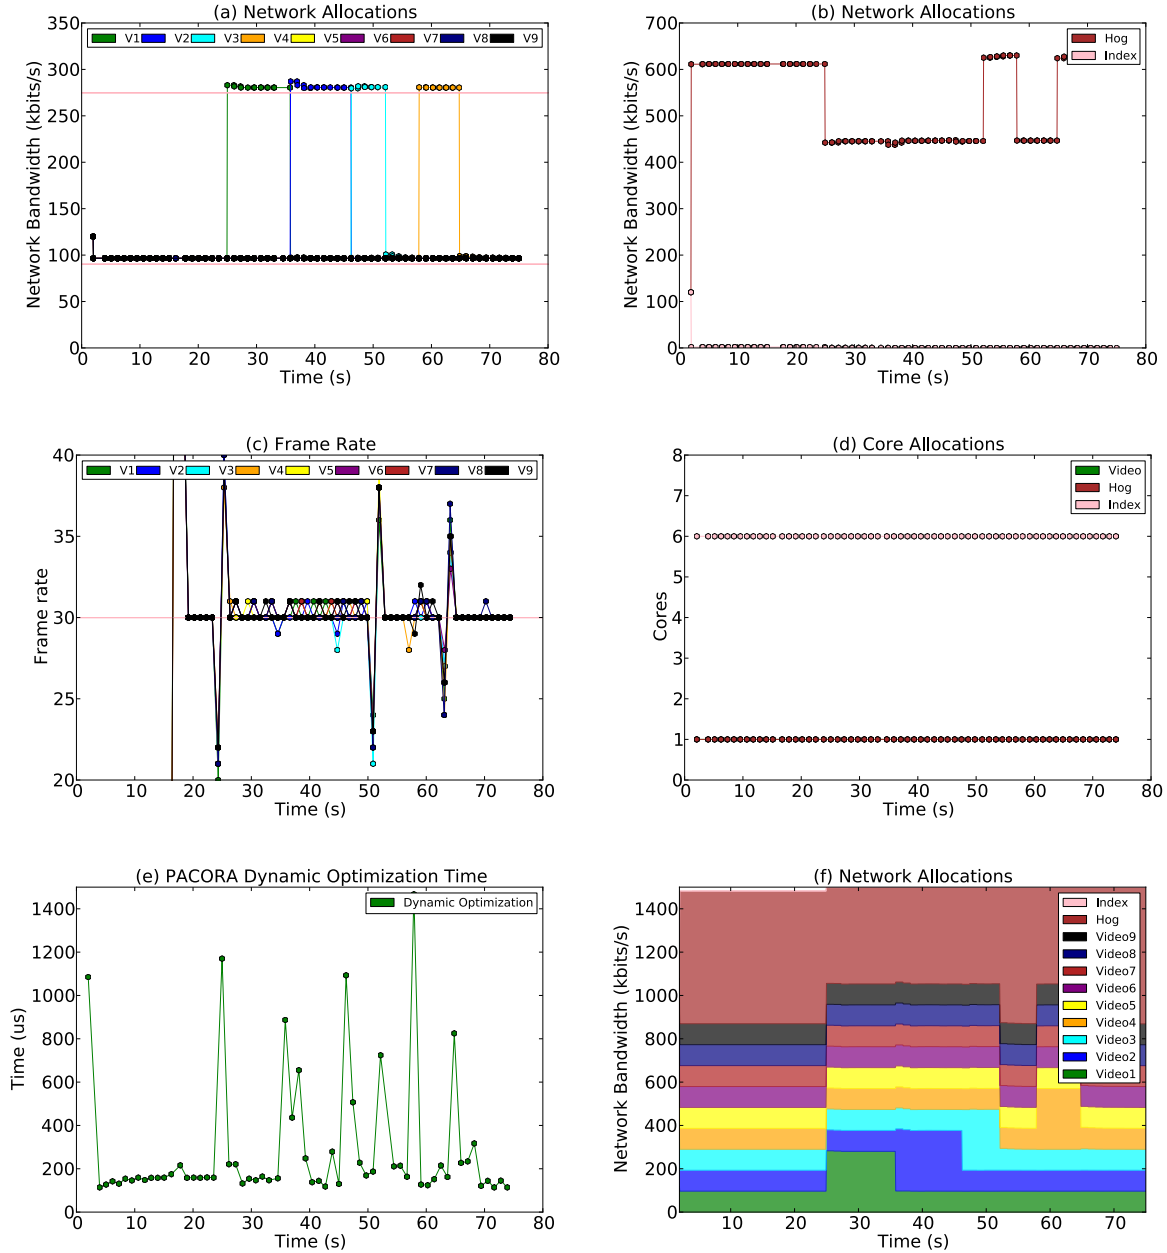 (a) Network Allocations
Network Bandwidth (kbits/s)
350
300
250
200
150
100
50
0
V1 V2 V3 V4 V5 V6 V7 V8 V9
0 10 20 30 40 50 60 70 80
Time (s)
(b) Network Allocations
Network Bandwidth (kbits/s)
700
600
500
400
300
200
100
0
Hog
Index
0 10 20 30 40 50 60 70 80
Time (s)
(c) Frame Rate
Frame rate
40
35
30
25
20
V1 V2 V3 V4 V5 V6 V7 V8 V9
0 10 20 30 40 50 60 70 80
Time (s)
(d) Core Allocations
Cores
8
7
6
5
4
3
2
1
0
Video
Hog
Index
0 10 20 30 40 50 60 70 80
Time (s)
(e) PACORA Dynamic Optimization Time
Time (us)
1400
1200
1000
800
600
400
200
0
Dynamic Optimization
0 10 20 30 40 50 60 70 80
Time (s)
(f) Network Allocations
Network Bandwidth (kbits/s)
1400
1200
1000
800
600
400
200
0
Index
Hog
Video9
Video8
Video7
Video6
Video5
Video4
Video3
Video2
Video1
10 20 30 40 50 60 70
Time (s)